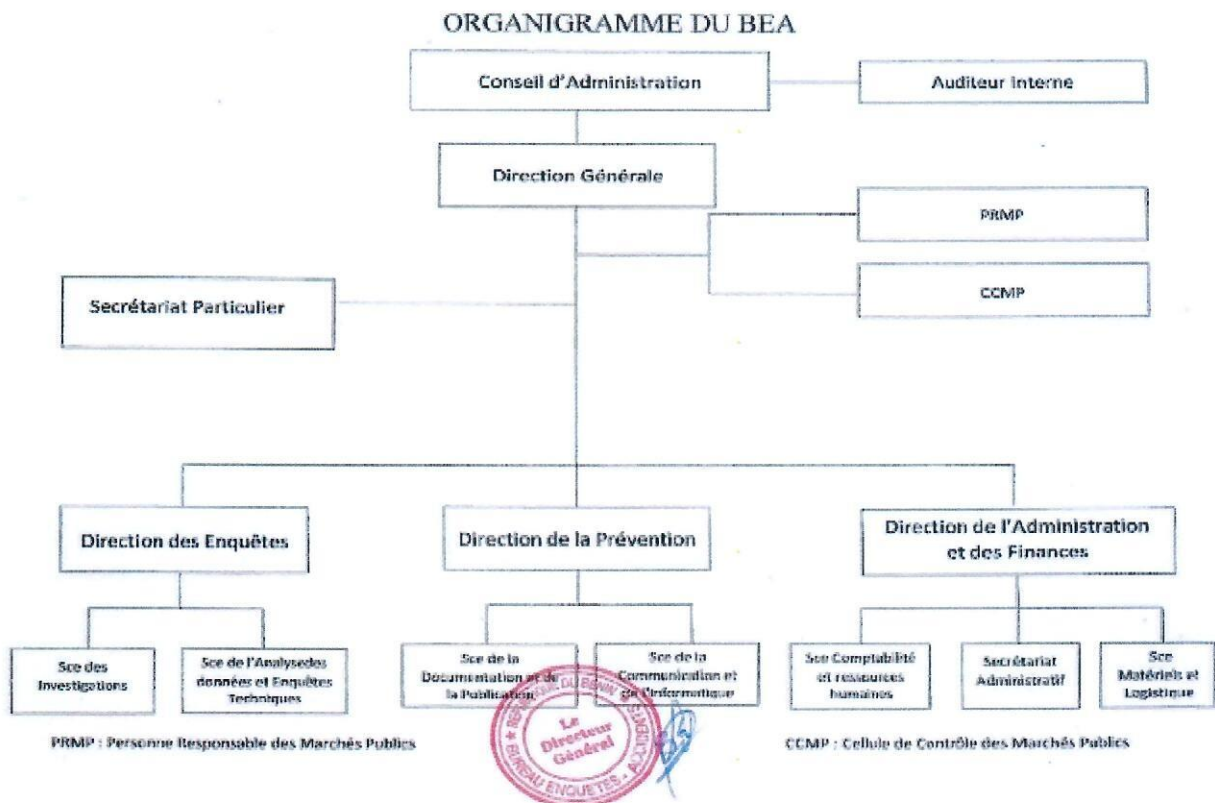 ORGANIGRAMME DU BEA
Conseil d'Administration
Auditeur Interne
Direction Générale
PRMP
CCMP
Secrétariat Particulier
Direction des Enquêtes
Direction de la Prévention
Direction de l'Administration
et des Finances
Sce des
Investigations
Sce de l'Analysedes
données et Enquêtes
Techniques
Sce de la
Documentation et de
la Publication
Sce de la
Communication et
de l'Informatique
Sce Comptabilité
et ressources
humaines
Secrétariat
Administratif
Sce
Matériels et
Logistique
PRMP : Personne Responsable des Marchés Publics
CCMP : Cellule de Contrôle des Marchés Publics
REPUBLIQUE DU BENIN
BUREAU ENQUETES - ACCIDENTS
Le
Directeur
Général